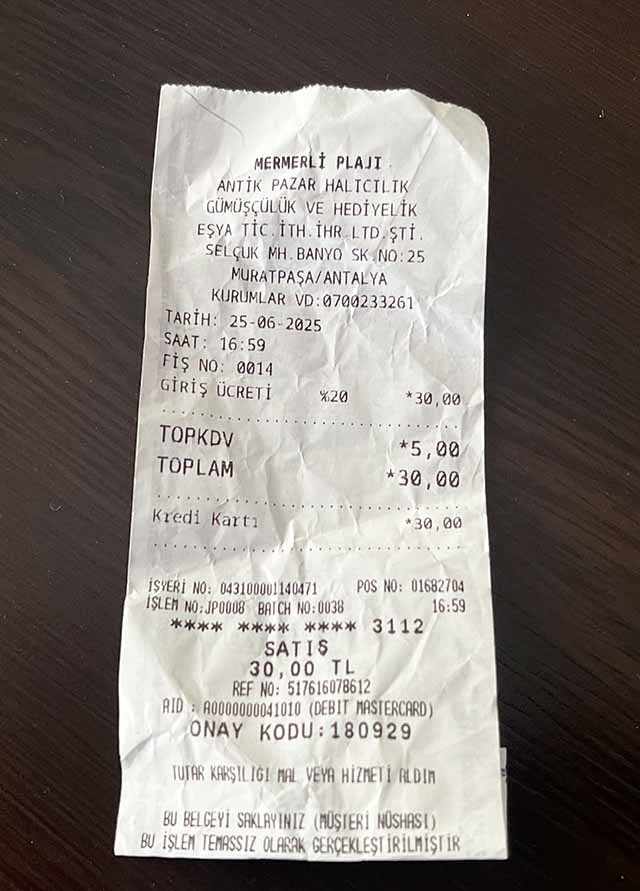 MERMERLİ PLAJI
ANTİK PAZAR HALICILIK
GÜMÜŞÇÜLÜK VE HEDİYELİK
EŞYA TİC.İTH.İHR.LTD.ŞTİ.
SELÇUK MH.BANYO SK.NO:25
MURATPAŞA/ANTALYA
KURUMLAR VD:0700233261
TARİH: 25-06-2025
SAAT: 16:59
FİŞ NO: 0014
GİRİŞ ÜCRETİ %20 *30,00
TOPKDV *5,00
TOPLAM *30,00
Kredi Kartı *30,00
İŞYERİ NO: 043100001140471 POS NO: 01682704
İŞLEM NO:JP0008 BATCH NO:0038 16:59
**** **** **** 3112
SATIŞ
30,00 TL
REF NO: 517616078612
AID : A0000000041010 (DEBIT MASTERCARD)
ONAY KODU:180929
TUTAR KARŞILIĞI MAL VEYA HİZMETİ ALDIM
BU BELGEYİ SAKLAYINIZ (MÜŞTERİ NÜSHASI)
BU İŞLEM TEMASSIZ OLARAK GERÇEKLEŞTİRİLMİŞTİR